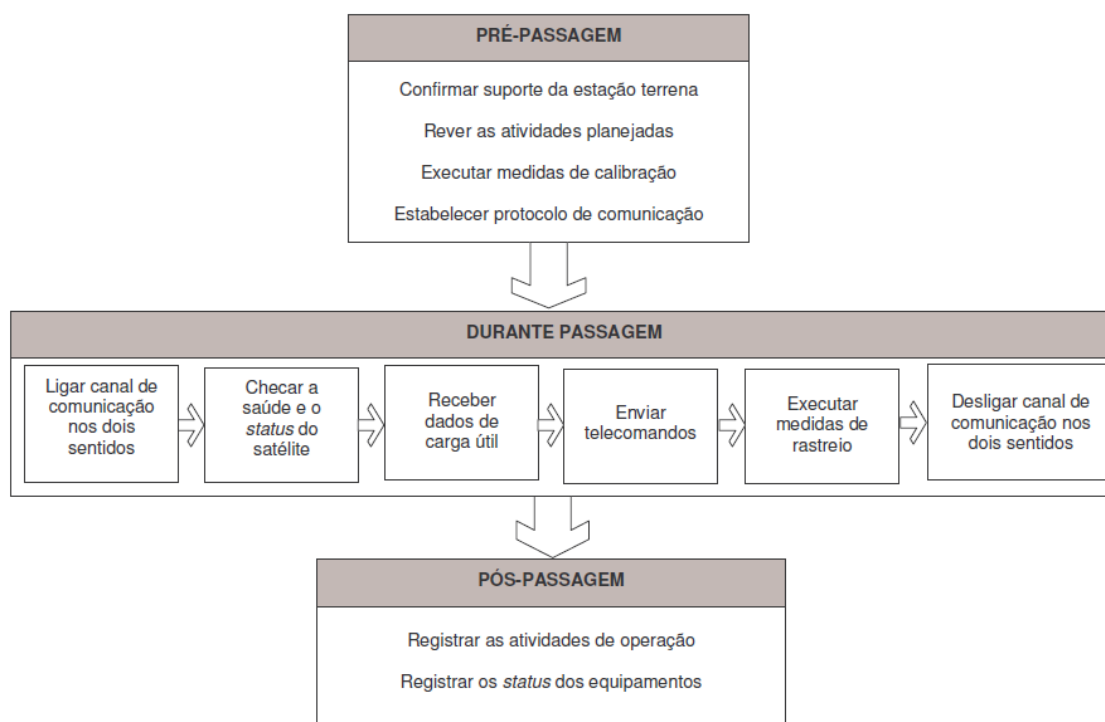 PRÉ-PASSAGEM
Confirmar suporte da estação terrena
Rever as atividades planejadas
Executar medidas de calibração
Estabelecer protocolo de comunicação
DURANTE PASSAGEM
Ligar canal de
comunicação
nos dois
sentidos
Checar a
saúde e o
status do
satélite
Receber
dados de
carga útil
Enviar
telecomandos
Executar
medidas de
rastreio
Desligar canal de
comunicação nos
dois sentidos
PÓS-PASSAGEM
Registrar as atividades de operação
Registrar os status dos equipamentos